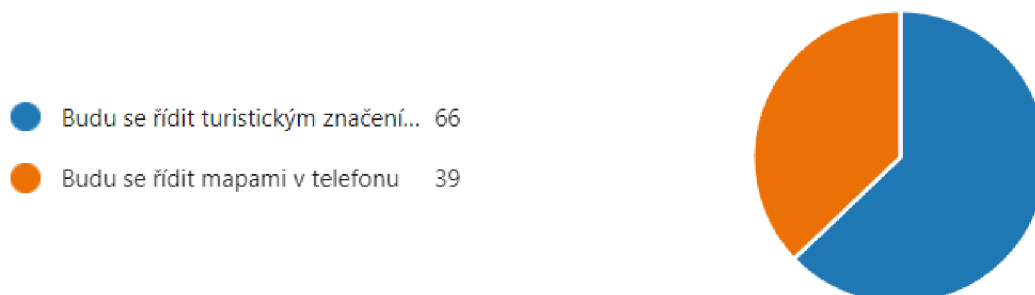 Budu se řídit turistickým značení... 66
Budu se řídit mapami v telefonu 39